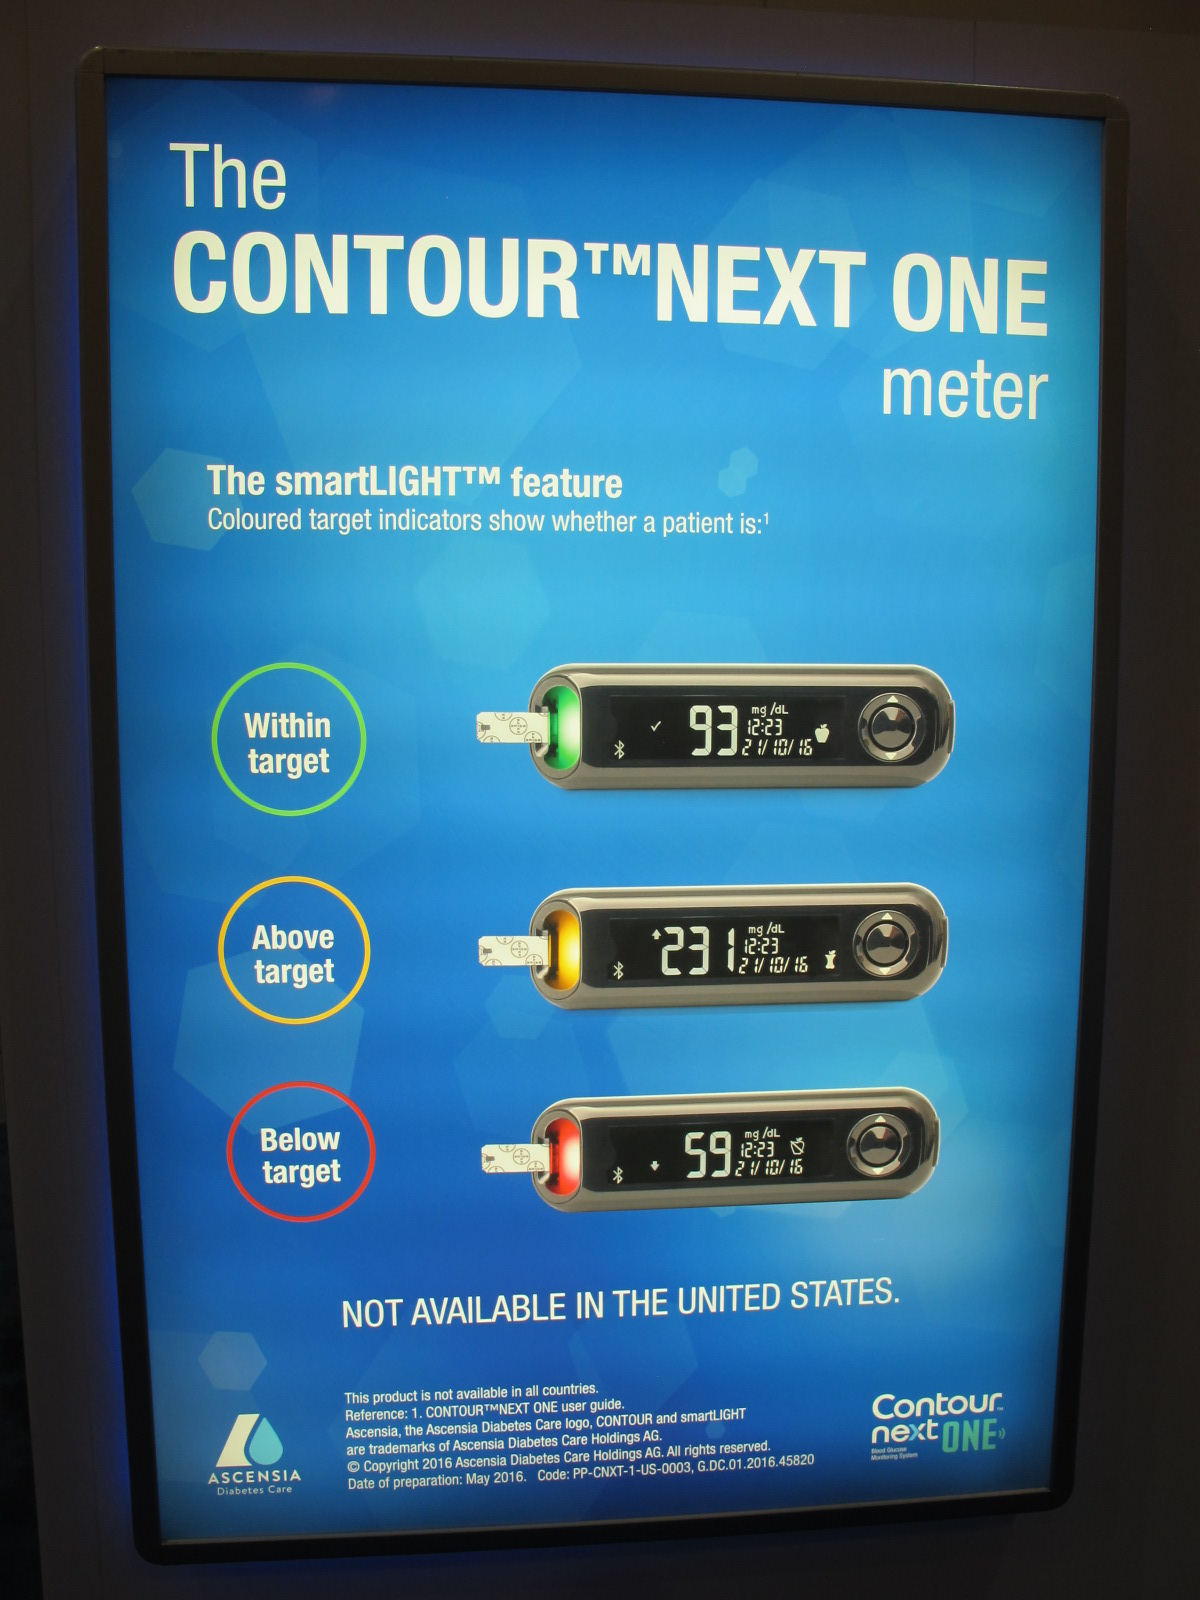 The
CONTOUR™NEXT ONE
meter
The smartLIGHT™ feature
Coloured target indicators show whether a patient is:¹
Within
target
✓ 93 mg/dL
12:23
21/10/16
Above
target
231 mg/dL
12:23
21/10/16
Below
target
59 mg/dL
12:23
21/10/16
NOT AVAILABLE IN THE UNITED STATES.
This product is not available in all countries.
Reference: 1. CONTOUR™NEXT ONE user guide.
Ascensia, the Ascensia Diabetes Care logo, CONTOUR and smartLIGHT
are trademarks of Ascensia Diabetes Care Holdings AG.
© Copyright 2016 Ascensia Diabetes Care Holdings AG. All rights reserved.
Date of preparation: May 2016. Code: PP-CNXT-1-US-0003, G.DC.01.2016.45820
ASCENSIA
Diabetes Care
Contour™
next ONE
Blood Glucose
Monitoring System